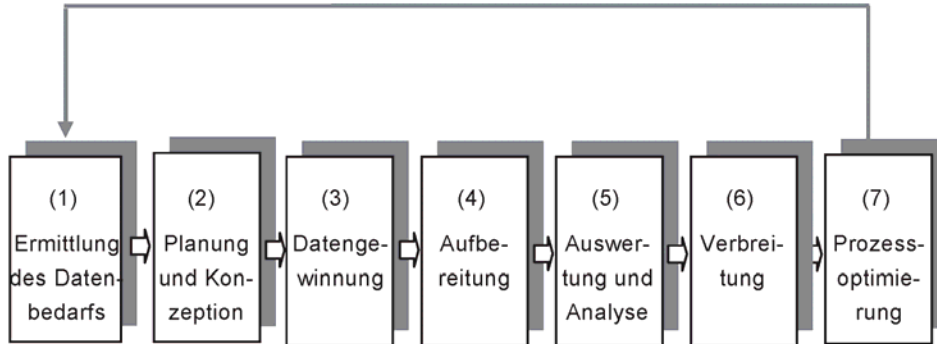 (1)
Ermittlung
des Daten-
bedarfs
(2)
Planung
und Kon-
zeption
(3)
Datenge-
winnung
(4)
Aufbe-
reitung
(5)
Auswer-
tung und
Analyse
(6)
Verbrei-
tung
(7)
Prozess-
optimie-
rung